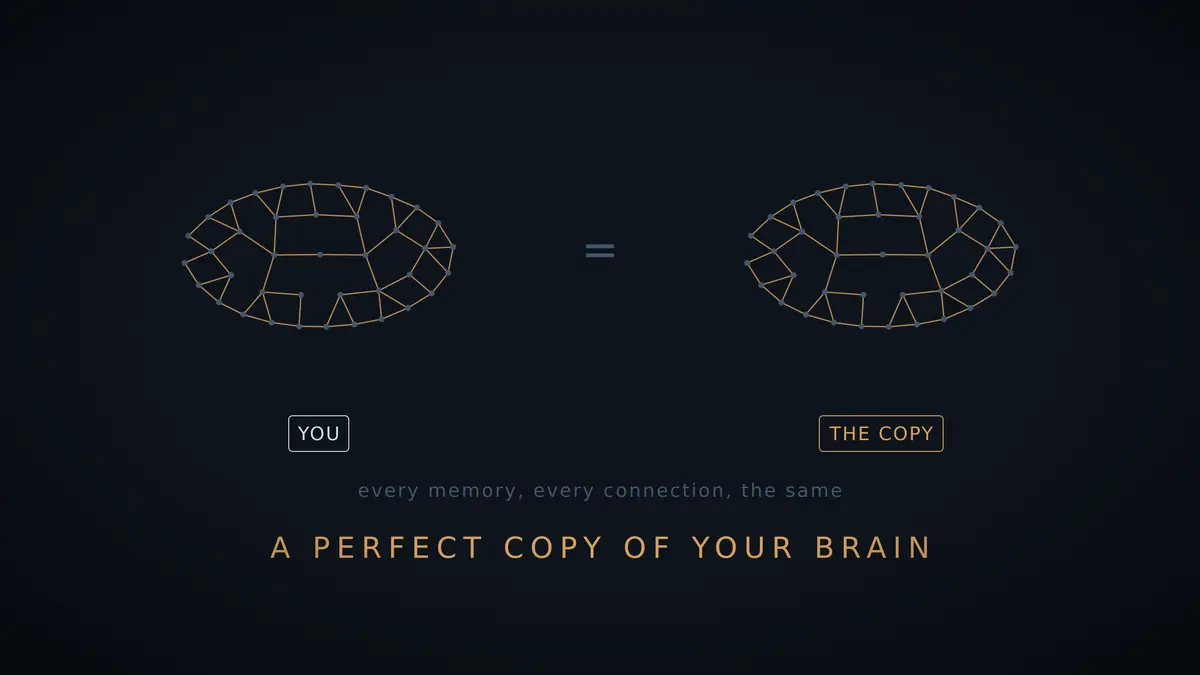 =
YOU
THE COPY
every memory, every connection, the same
A PERFECT COPY OF YOUR BRAIN